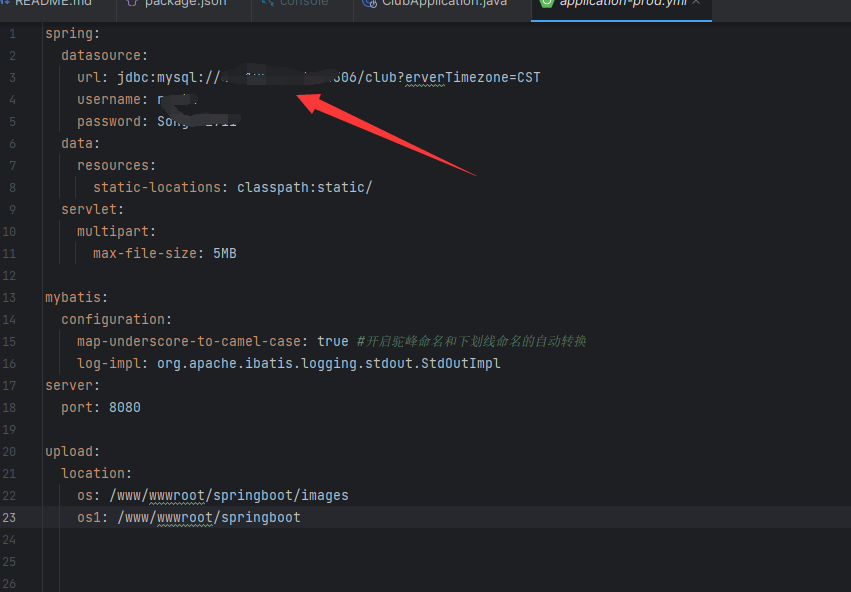 README.md package.json console ClubApplication.java application-prod.yml ×
1 spring:
2 datasource:
3 url: jdbc:mysql:// 306/club?erverTimezone=CST
4 username:
5 password:
6 data:
7 resources:
8 static-locations: classpath:static/
9 servlet:
10 multipart:
11 max-file-size: 5MB
12
13 mybatis:
14 configuration:
15 map-underscore-to-camel-case: true #开启驼峰命名和下划线命名的自动转换
16 log-impl: org.apache.ibatis.logging.stdout.StdOutImpl
17 server:
18 port: 8080
19
20 upload:
21 location:
22 os: /www/wwwroot/springboot/images
23 os1: /www/wwwroot/springboot
24
25
26